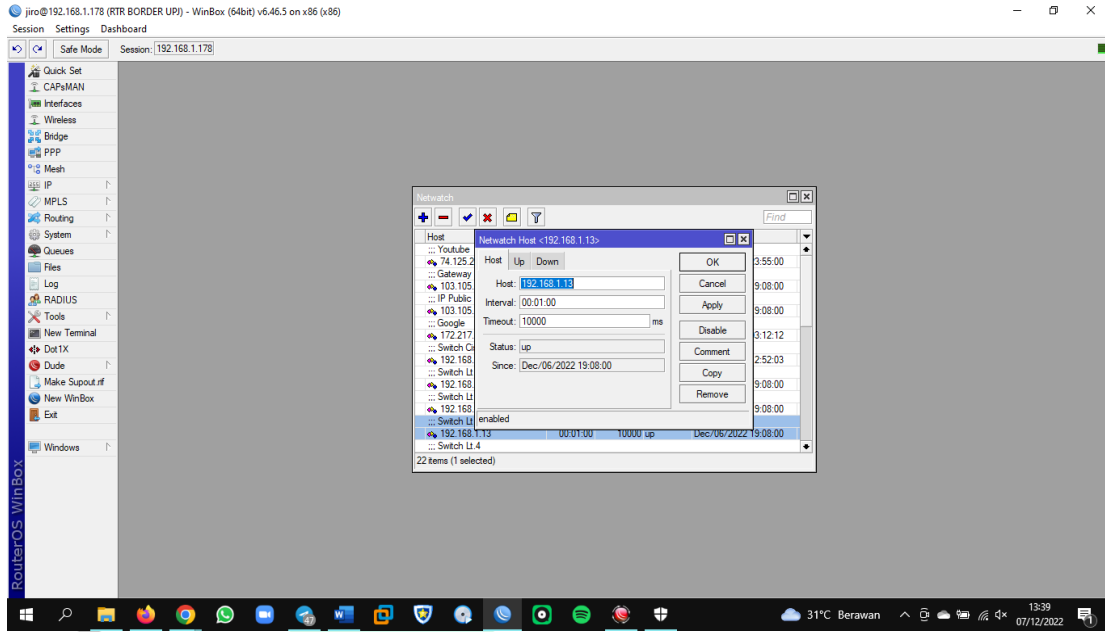 jiro@192.168.1.178 (RTR BORDER UPJ) - WinBox (64bit) v6.46.5 on x86 (x86)
Session Settings Dashboard
Safe Mode Session: 192.168.1.178
Quick Set
CAPsMAN
Interfaces
Wireless
Bridge
PPP
Mesh
IP
MPLS
Routing
System
Queues
Files
Log
RADIUS
Tools
New Terminal
Dot1X
Dude
Make Supout.rif
New WinBox
Exit
Windows
RouterOS WinBox
Netwatch
Find
Host
;;; Youtube
74.125.2 3:55:00
;;; Gateway
103.105. 9:08:00
;;; IP Public
103.105. 9:08:00
;;; Google
172.217. 3:12:12
;;; Switch Ci
192.168. 2:52:03
;;; Switch Lt
192.168. 9:08:00
;;; Switch Lt
192.168. 9:08:00
;;; Switch Lt
192.168.1.13 00:01:00 10000 up Dec/06/2022 19:08:00
;;; Switch Lt.4
22 items (1 selected)
Netwatch Host <192.168.1.13>
Host Up Down
Host: 192.168.1.13
Interval: 00:01:00
Timeout: 10000 ms
Status: up
Since: Dec/06/2022 19:08:00
enabled
OK
Cancel
Apply
Disable
Comment
Copy
Remove
47
31°C Berawan
13:39
07/12/2022
1